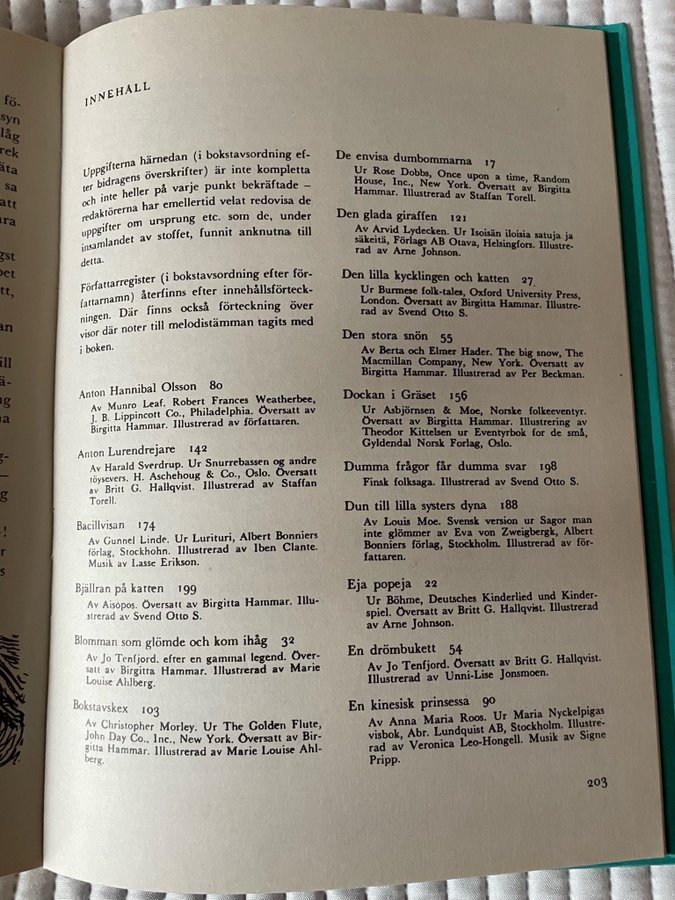 fö-
syn
låg
rek
äta
sa
att
ara
gst
bet
tt,
an
ill
ä-
ng
na
g-
—
g
!
r
s
INNEHÅLL
Uppgifterna härnedan (i bokstavsordning ef-
ter bidragens överskrifter) är inte kompletta
och inte heller på varje punkt bekräftade –
redaktörerna har emellertid velat redovisa de
uppgifter om ursprung etc. som de, under
insamlandet av stoffet, funnit anknutna till
detta.
Författarregister (i bokstavsordning efter för-
fattarnamn) återfinns efter innehållsförteck-
ningen. Där finns också förteckning över
visor där noter till melodistämman tagits med
i boken.
Anton Hannibal Olsson 80
Av Munro Leaf. Robert Frances Weatherbee,
J. B. Lippincott Co., Philadelphia. Översatt av
Birgitta Hammar. Illustrerad av författaren.
Anton Lurendrejare 142
Av Harald Sverdrup. Ur Snurrebassen og andre
töysevers. H. Aschehoug & Co., Oslo. Översatt
av Britt G. Hallqvist. Illustrerad av Staffan
Torell.
Bacillvisan 174
Av Gunnel Linde. Ur Lurituri, Albert Bonniers
förlag, Stockhohn. Illustrerad av Iben Clante.
Musik av Lasse Erikson.
Bjällran på katten 199
Av Aisópos. Översatt av Birgitta Hammar. Illu-
strerad av Svend Otto S.
Blomman som glömde och kom ihåg 32
Av Jo Tenfjord. efter en gammal legend. Över-
satt av Birgitta Hammar. Illustrerad av Marie
Louise Ahlberg.
Bokstavskex 103
Av Christopher Morley. Ur The Golden Flute,
John Day Co., Inc., New York. Översatt av Bir-
gitta Hammar. Illustrerad av Marie Louise Ahl-
berg.
De envisa dumbommarna 17
Ur Rose Dobbs, Once upon a time, Random
House, Inc., New York. Översatt av Birgitta
Hammar. Illustrerad av Staffan Torell.
Den glada giraffen 121
Av Arvid Lydecken. Ur Isoisän iloisia satuja ja
säkeitä, Förlags AB Otava, Helsingfors. Illustre-
rad av Arne Johnson.
Den lilla kycklingen och katten 27
Ur Burmese folk-tales, Oxford University Press,
London. Översatt av Birgitta Hammar. Illustre-
rad av Svend Otto S.
Den stora snön 55
Av Berta och Elmer Hader. The big snow, The
Macmillan Company, New York. Översatt av
Birgitta Hammar. Illustrerad av Per Beckman.
Dockan i Gräset 156
Ur Asbjörnsen & Moe, Norske folkeeventyr.
Översatt av Birgitta Hammar. Illustrering av
Theodor Kittelsen ur Eventyrbok for de små,
Gyldendal Norsk Forlag, Oslo.
Dumma frågor får dumma svar 198
Finsk folksaga. Illustrerad av Svend Otto S.
Dun till lilla systers dyna 188
Av Louis Moe. Svensk version ur Sagor man
inte glömmer av Eva von Zweigbergk, Albert
Bonniers förlag, Stockholm. Illustrerad av för-
fattaren.
Eja popeja 22
Ur Böhme, Deutsches Kinderlied und Kinder-
spiel. Översatt av Britt G. Hallqvist. Illustrerad
av Arne Johnson.
En drömbukett 54
Av Jo Tenfjord. Översatt av Britt G. Hallqvist.
Illustrerad av Unni-Lise Jonsmoen.
En kinesisk prinsessa 90
Av Anna Maria Roos. Ur Maria Nyckelpigas
visbok, Abr. Lundquist AB, Stockholm. Illustre-
rad av Veronica Leo-Hongell. Musik av Signe
Pripp.
203